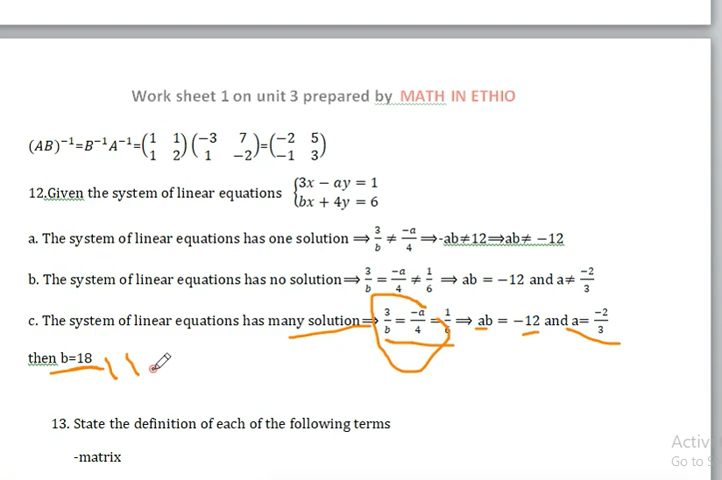 Work sheet 1 on unit 3 prepared by MATH IN ETHIO
(AB)⁻¹=B⁻¹A⁻¹=(1 1 1 2)(−3 7 1 −2)=(−2 5 −1 3)
12.Given the system of linear equations {3x − ay = 1 bx + 4y = 6
a. The system of linear equations has one solution ⟹ 3/b ≠ −a/4 ⟹-ab≠12⟹ab≠ −12
b. The system of linear equations has no solution⟹ 3/b = −a/4 ≠ 1/6 ⟹ ab = −12 and a≠ −2/3
c. The system of linear equations has many solution⟹ 3/b = −a/4 = 1/6 ⟹ ab = −12 and a= −2/3
then b=18
13. State the definition of each of the following terms
-matrix
Activ
Go to S